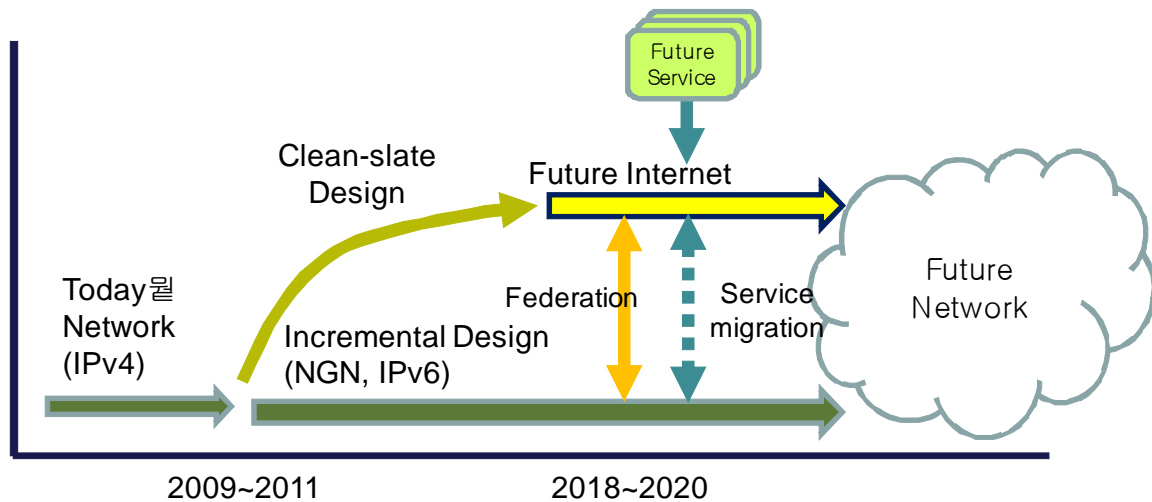 Future
Service
Clean-slate
Design
Future Internet
Today뭩
Network
(IPv4)
Incremental Design
(NGN, IPv6)
Federation
Service
migration
Future
Network
2009~2011
2018~2020